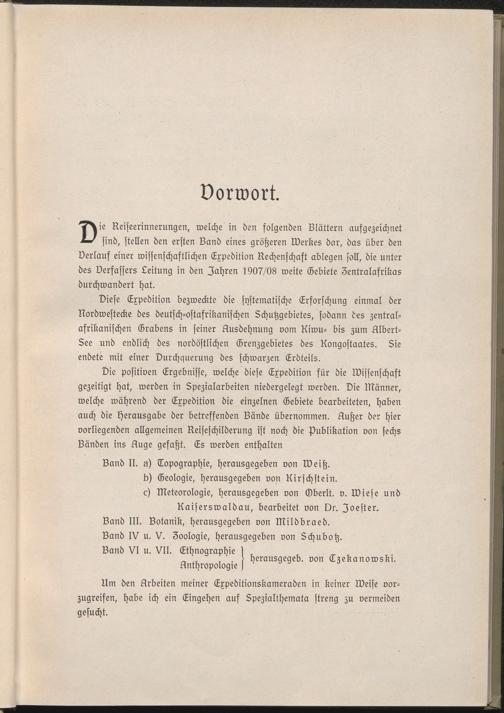 Vorwort.
Die Reiseerinnerungen, welche in den folgenden Blättern aufgezeichnet
sind, stellen den ersten Band eines größeren Werkes dar, das über den
Verlauf einer wissenschaftlichen Expedition Rechenschaft ablegen soll, die unter
des Verfassers Leitung in den Jahren 1907/08 weite Gebiete Zentralafrikas
durchwandert hat.
Diese Expedition bezweckte die systematische Erforschung einmal der
Nordwestecke des deutsch-ostafrikanischen Schutzgebietes, sodann des zentral-
afrikanischen Grabens in seiner Ausdehnung vom Kiwu- bis zum Albert-
See und endlich des nordöstlichen Grenzgebietes des Kongostaates. Sie
endete mit einer Durchquerung des schwarzen Erdteils.
Die positiven Ergebnisse, welche diese Expedition für die Wissenschaft
gezeitigt hat, werden in Spezialarbeiten niedergelegt werden. Die Männer,
welche während der Expedition die einzelnen Gebiete bearbeiteten, haben
auch die Herausgabe der betreffenden Bände übernommen. Außer der hier
vorliegenden allgemeinen Reiseschilderung ist noch die Publikation von sechs
Bänden ins Auge gefaßt. Es werden enthalten
Band II. a) Topographie, herausgegeben von Weiß.
b) Geologie, herausgegeben von Kirschstein.
c) Meteorologie, herausgegeben von Oberlt. v. Wiese und
Kaiserswaldau, bearbeitet von Dr. Joester.
Band III. Botanik, herausgegeben von Mildbraed.
Band IV u. V. Zoologie, herausgegeben von Schubotz.
Band VI u. VII. Ethnographie
Anthropologie } herausgegeb. von Czekanowski.
Um den Arbeiten meiner Expeditionskameraden in keiner Weise vor-
zugreifen, habe ich ein Eingehen auf Spezialthemata streng zu vermeiden
gesucht.